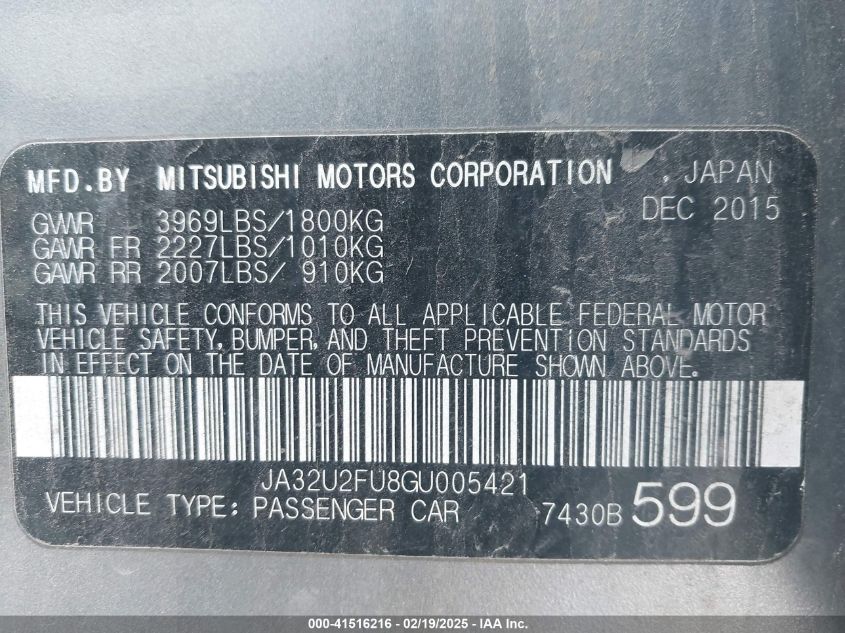 MFD.BY MITSUBISHI MOTORS CORPORATION , JAPAN
DEC 2015
GVWR 3969LBS/1800KG
GAWR FR 2227LBS/1010KG
GAWR RR 2007LBS/ 910KG
THIS VEHICLE CONFORMS TO ALL APPLICABLE FEDERAL MOTOR
VEHICLE SAFETY, BUMPER, AND THEFT PREVENTION STANDARDS
IN EFFECT ON THE DATE OF MANUFACTURE SHOWN ABOVE.
JA32U2FU8GU005421
VEHICLE TYPE: PASSENGER CAR 7430B 599
000-41516216 - 02/19/2025 - IAA Inc.